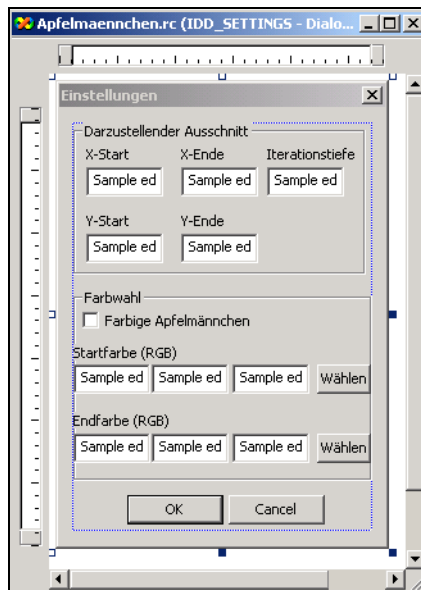 Apfelmaennchen.rc (IDD_SETTINGS - Dialo...
Einstellungen
Darzustellender Ausschnitt
X-Start X-Ende Iterationstiefe
Sample ed Sample ed Sample ed
Y-Start Y-Ende
Sample ed Sample ed
Farbwahl
Farbige Apfelmännchen
Startfarbe (RGB)
Sample ed Sample ed Sample ed Wählen
Endfarbe (RGB)
Sample ed Sample ed Sample ed Wählen
OK Cancel